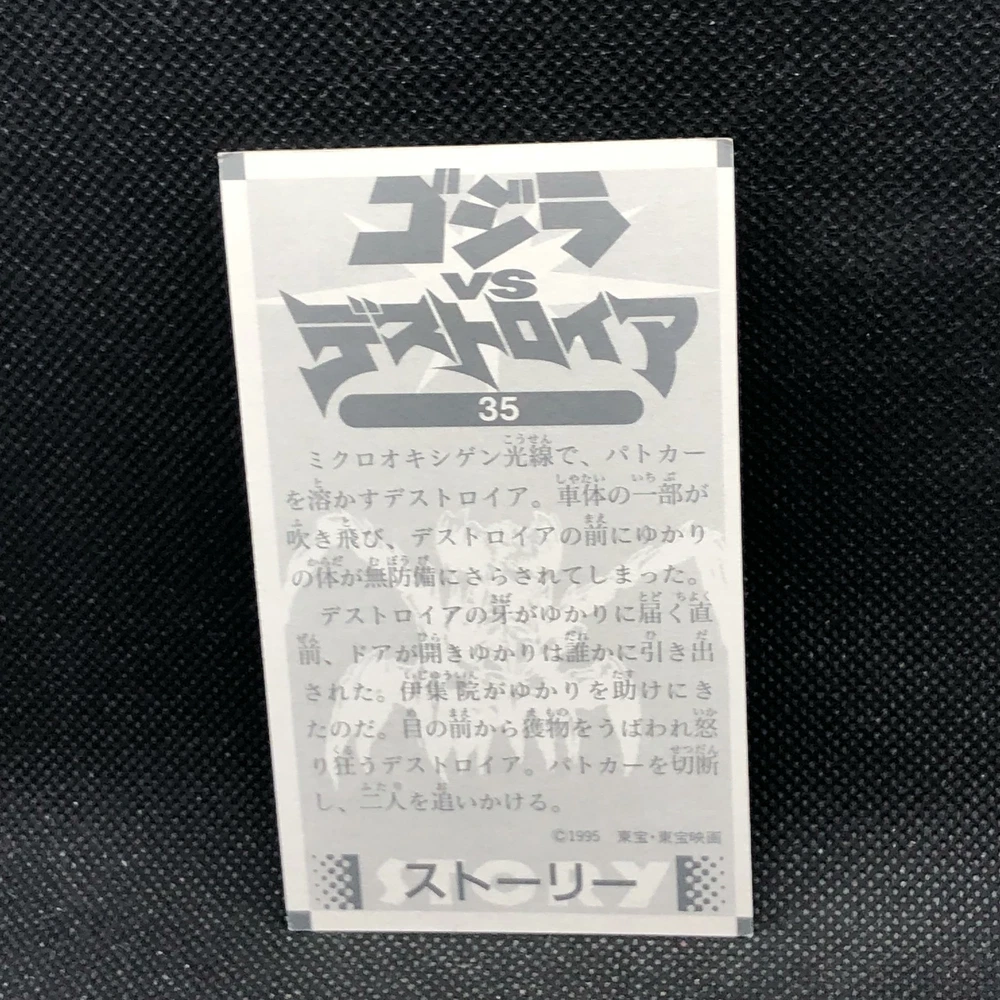 ゴジラ
VS
デストロイア
35
ミクロオキシゲン光線で、パトカー
を溶かすデストロイア。車体の一部が
吹き飛び、デストロイアの前にゆかり
の体が無防備にさらされてしまった。
デストロイアの牙がゆかりに届く直
前、ドアが開きゆかりは誰かに引き出
された。伊集院がゆかりを助けにき
たのだ。目の前から獲物をうばわれ怒
り狂うデストロイア。パトカーを切断
し、二人を追いかける。
©1995 東宝・東宝映画
ストーリー